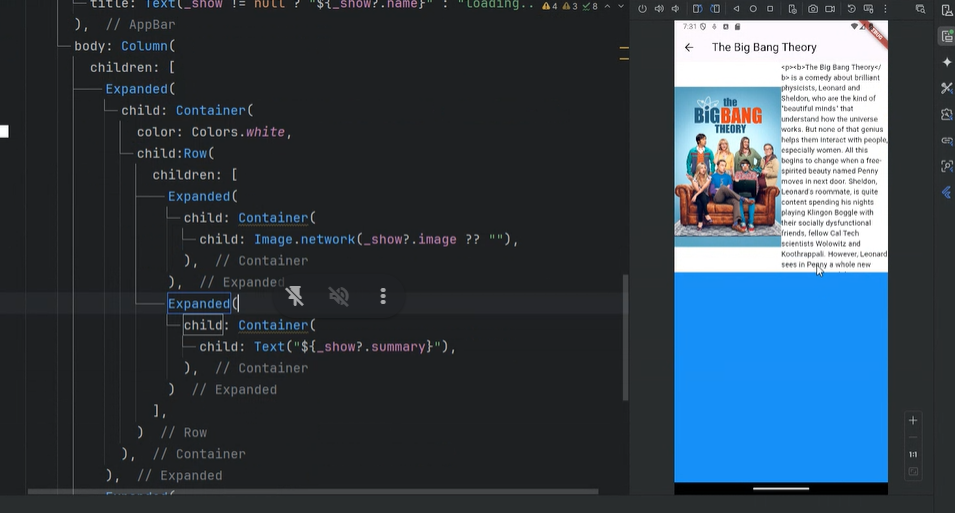 title: Text(_show != null ? "${_show?.name}" : "loading..
4 3 8
), // AppBar
body: Column(
children: [
Expanded(
child: Container(
color: Colors.white,
child:Row(
children: [
Expanded(
child: Container(
child: Image.network(_show?.image ?? ""),
), // Container
), // Expanded
Expanded(
child: Container(
child: Text("${_show?.summary}"),
), // Container
) // Expanded
],
) // Row
), // Container
), // Expanded
Expanded(
7:31
The Big Bang Theory
the
BIGBANG
THEORY
<p><b>The Big Bang Theory</
b> is a comedy about brilliant
physicists, Leonard and
Sheldon, who are the kind of
"beautiful minds" that
understand how the universe
works. But none of that genius
helps them interact with people,
especially women. All this
begins to change when a free-
spirited beauty named Penny
moves in next door. Sheldon,
Leonard's roommate, is quite
content spending his nights
playing Klingon Boggle with
their socially dysfunctional
friends, fellow Cal Tech
scientists Wolowitz and
Koothrappali. However, Leonard
sees in Penny a whole new
1:1